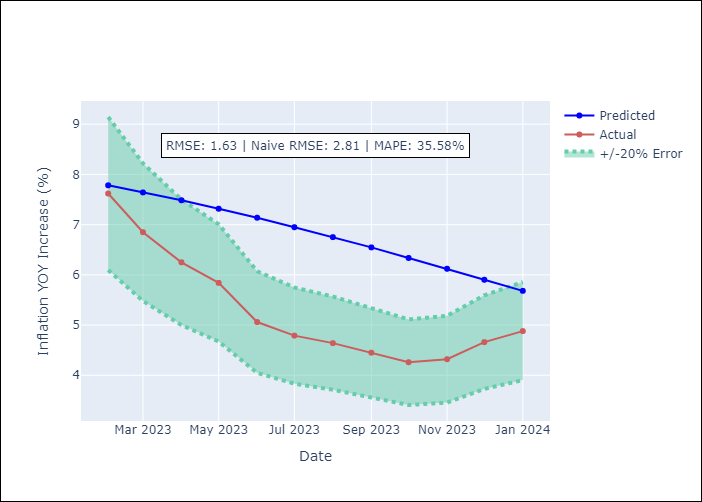 Predicted
Actual
+/-20% Error
RMSE: 1.63 | Naive RMSE: 2.81 | MAPE: 35.58%
Inflation YOY Increase (%)
9
8
7
6
5
4
Mar 2023 May 2023 Jul 2023 Sep 2023 Nov 2023 Jan 2024
Date